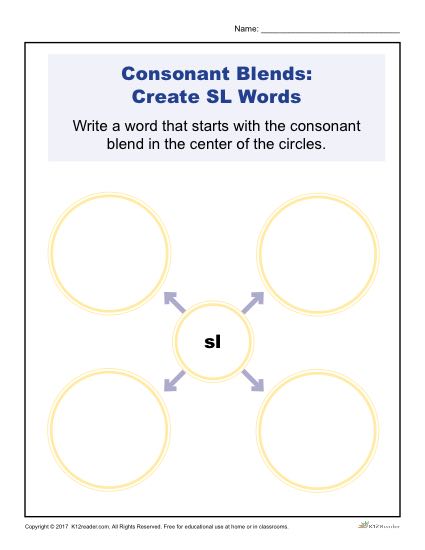 Name: ______________________________
Consonant Blends:
Create SL Words
Write a word that starts with the consonant
blend in the center of the circles.
sl
Copyright © 2017 K12reader.com. All Rights Reserved. Free for educational use at home or in classrooms.
K12Reader